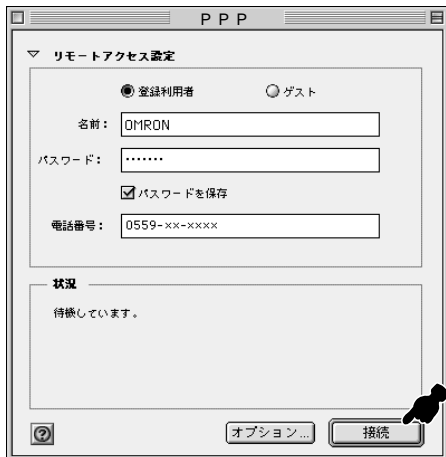 PPP
リモートアクセス設定
登録利用者 ゲスト
名前： OMRON
パスワード： •••••••
パスワードを保存
電話番号： 0559-××-××××
状況
待機しています。
オプション... 接続